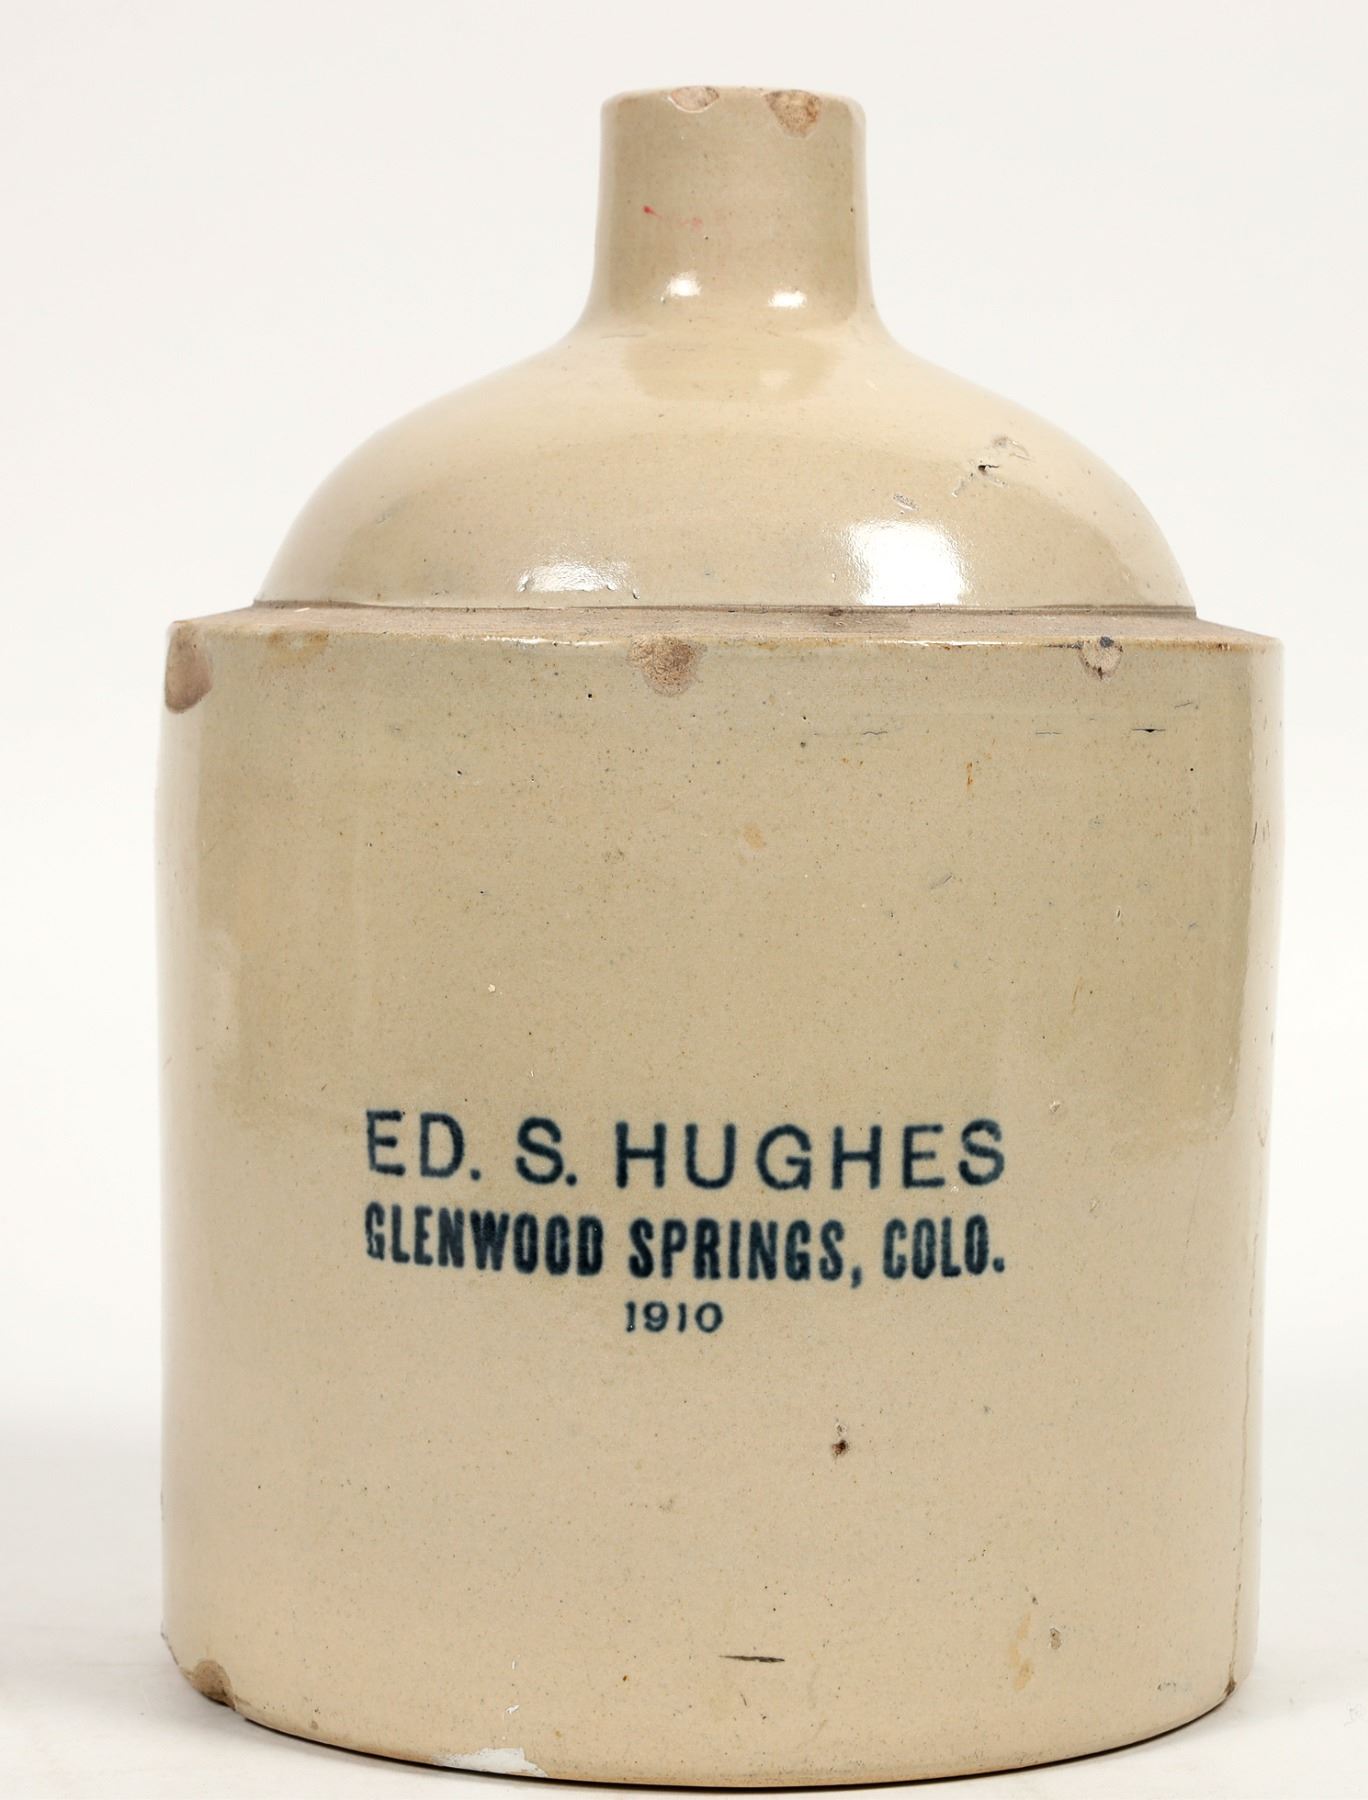 ED. S. HUGHES
GLENWOOD SPRINGS, COLO.
1910